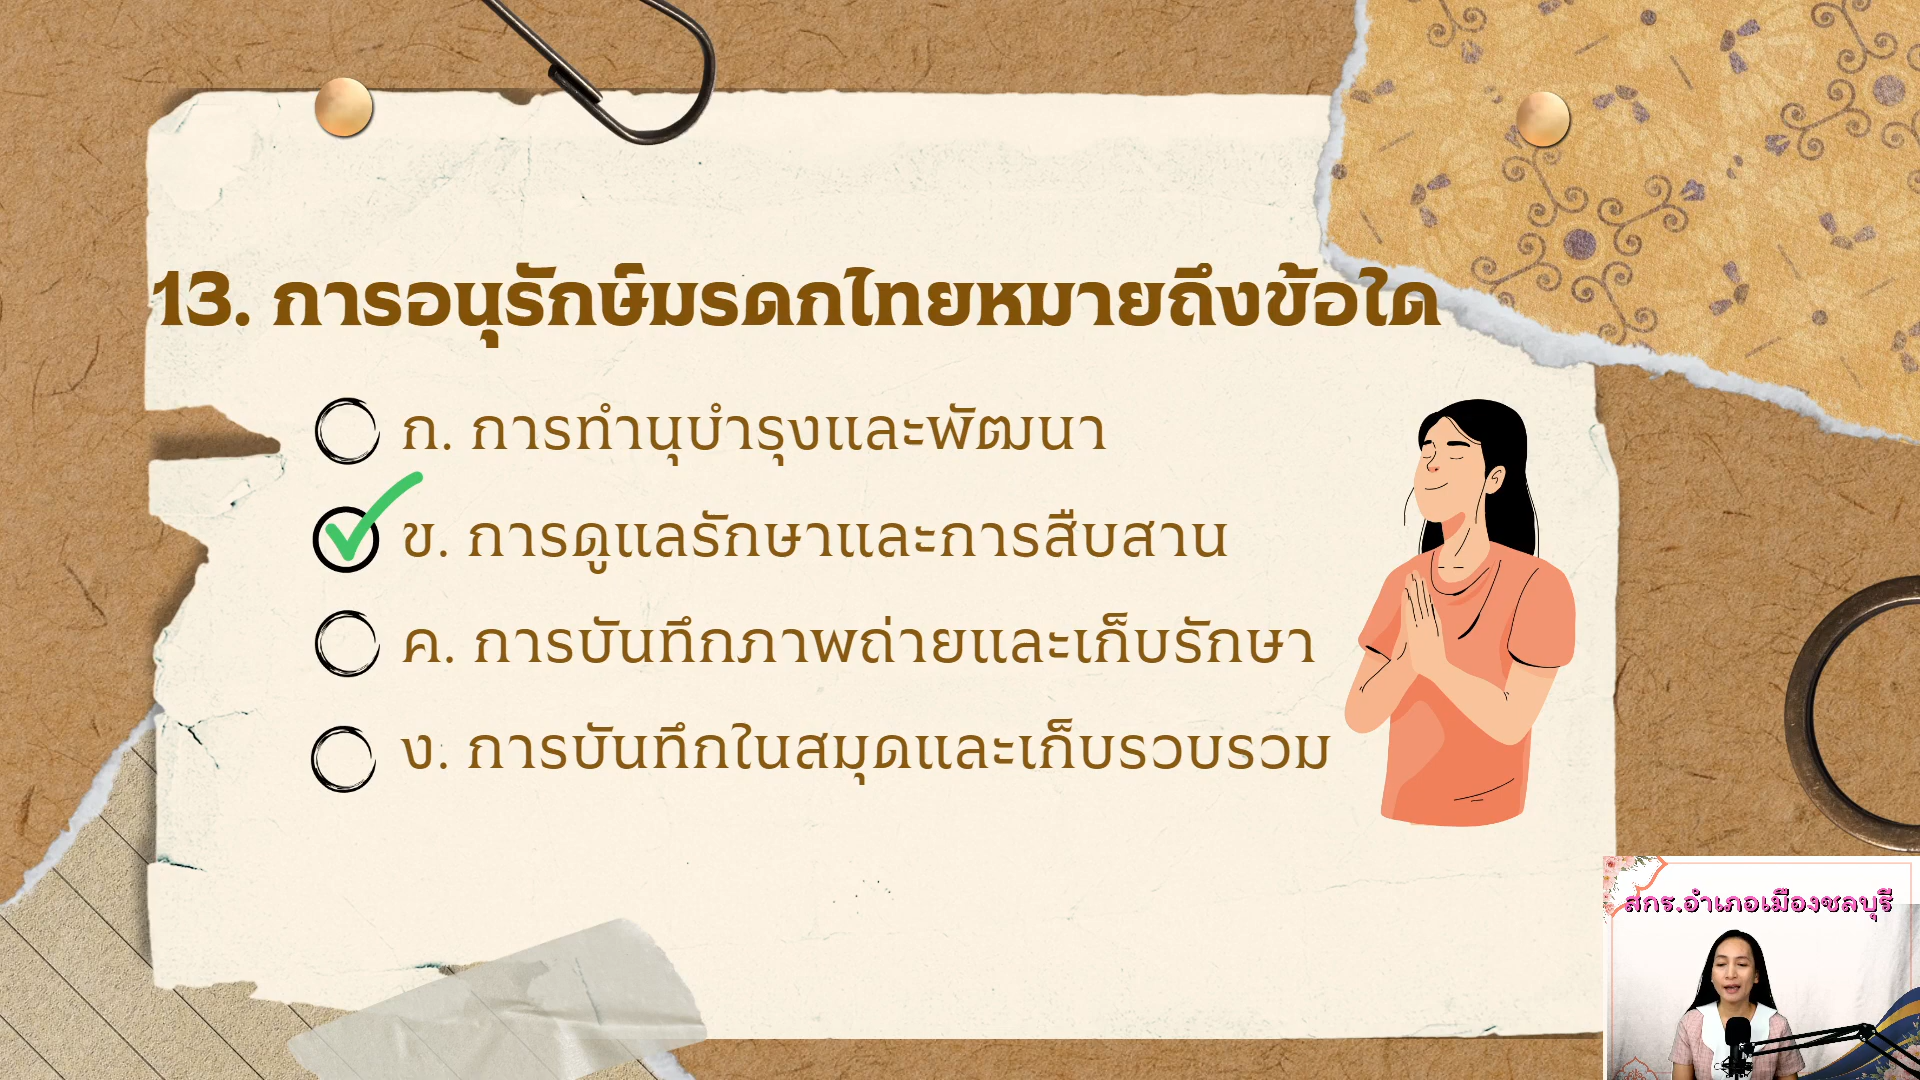 13. การอนุรักษ์มรดกไทยหมายถึงข้อใด
ก. การทำนุบำรุงและพัฒนา
ข. การดูแลรักษาและการสืบสาน
ค. การบันทึกภาพถ่ายและเก็บรักษา
ง. การบันทึกในสมุดและเก็บรวบรวม
สกร.อำเภอเมืองชลบุรี